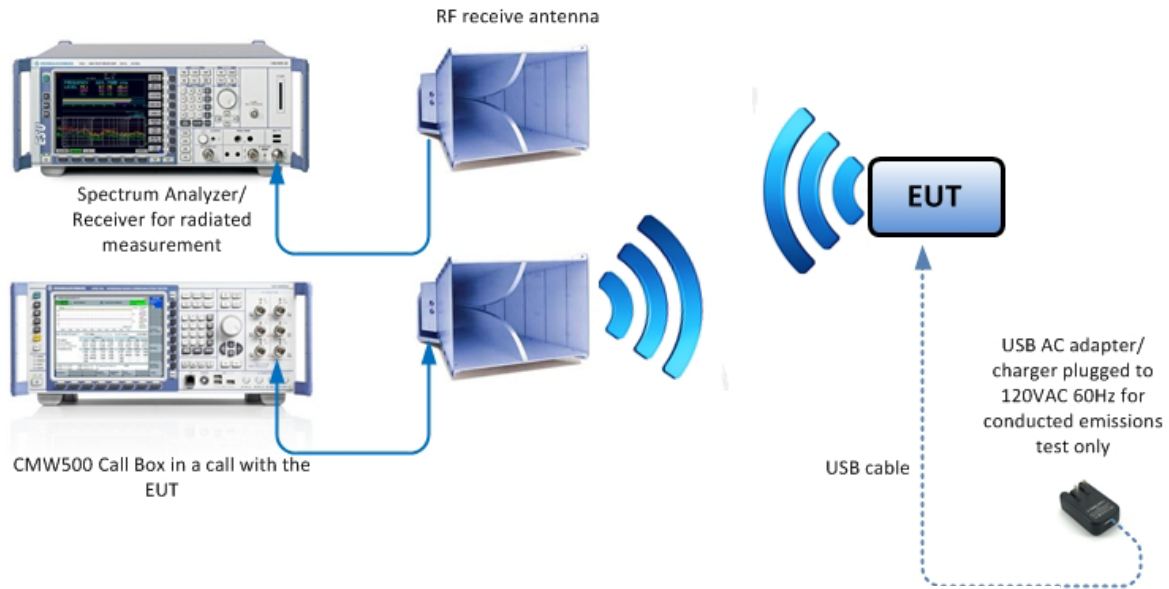 RF receive antenna
Spectrum Analyzer/
Receiver for radiated
measurement
EUT
CMW500 Call Box in a call with the
EUT
USB cable
USB AC adapter/
charger plugged to
120VAC 60Hz for
conducted emissions
test only